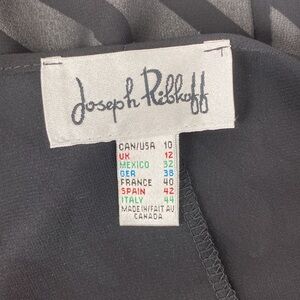 Joseph Ribkoff
CAN/USA 10
UK 12
MEXICO 32
GER 38
FRANCE 40
SPAIN 42
ITALY 44
MADE IN/FAIT AU
CANADA